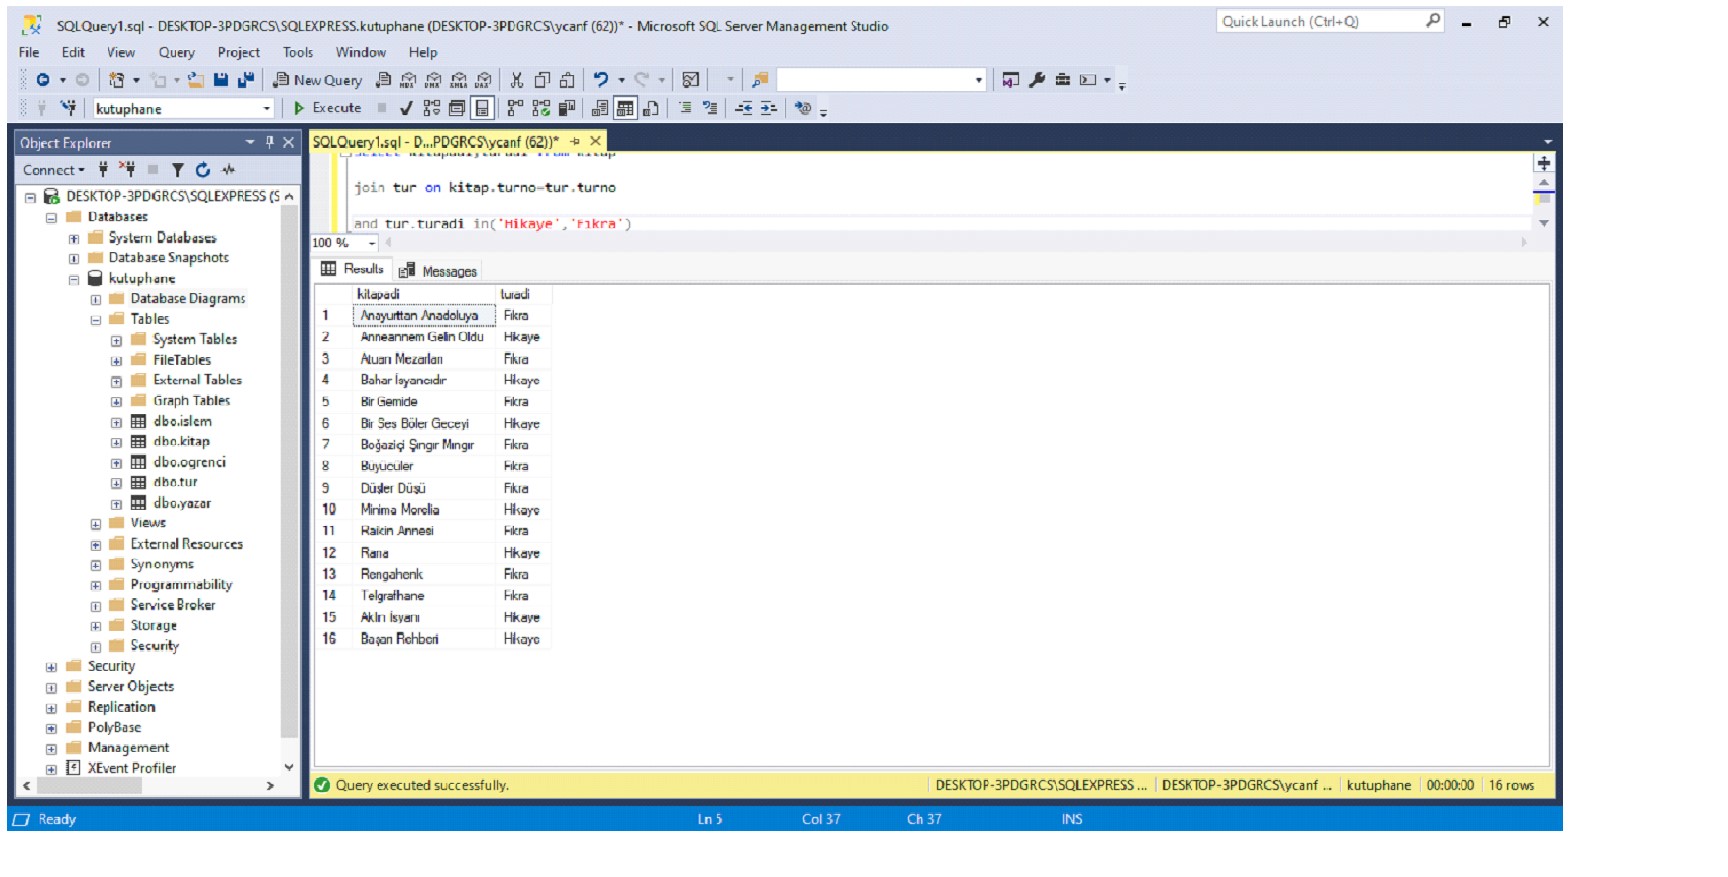 SQLQuery1.sql - DESKTOP-3PDGRCS\SQLEXPRESS.kutuphane (DESKTOP-3PDGRCS\ycanf (62))* - Microsoft SQL Server Management Studio
Quick Launch (Ctrl+Q)
File Edit View Query Project Tools Window Help
New Query
kutuphane
Execute
Object Explorer
SQLQuery1.sql - D...PDGRCS\ycanf (62))*
Connect
DESKTOP-3PDGRCS\SQLEXPRESS (S
Databases
System Databases
Database Snapshots
kutuphane
Database Diagrams
Tables
System Tables
FileTables
External Tables
Graph Tables
dbo.islem
dbo.kitap
dbo.ogrenci
dbo.tur
dbo.yazar
Views
External Resources
Synonyms
Programmability
Service Broker
Storage
Security
Security
Server Objects
Replication
PolyBase
Management
XEvent Profiler
select kitapadi,turadi from kitap
join tur on kitap.turno=tur.turno
and tur.turadi in('Hikaye','Fıkra')
100 %
Results Messages
kitapadi turadi
1 Anayurttan Anadoluya Fıkra
2 Anneannem Gelin Oldu Hikaye
3 Atuan Mezarları Fıkra
4 Bahar İsyancıdır Hikaye
5 Bir Gemide Fıkra
6 Bir Ses Böler Geceyi Hikaye
7 Boğaziçi Şıngır Mıngır Fıkra
8 Büyücüler Fıkra
9 Düşler Düşü Fıkra
10 Minima Moralia Hikaye
11 Raikin Annesi Fıkra
12 Rana Hikaye
13 Rengahenk Fıkra
14 Telgrafhane Fıkra
15 Aklın İsyanı Hikaye
16 Başarı Rehberi Hikaye
Query executed successfully.
DESKTOP-3PDGRCS\SQLEXPRESS ... DESKTOP-3PDGRCS\ycanf ... kutuphane 00:00:00 16 rows
Ready Ln 5 Col 37 Ch 37 INS